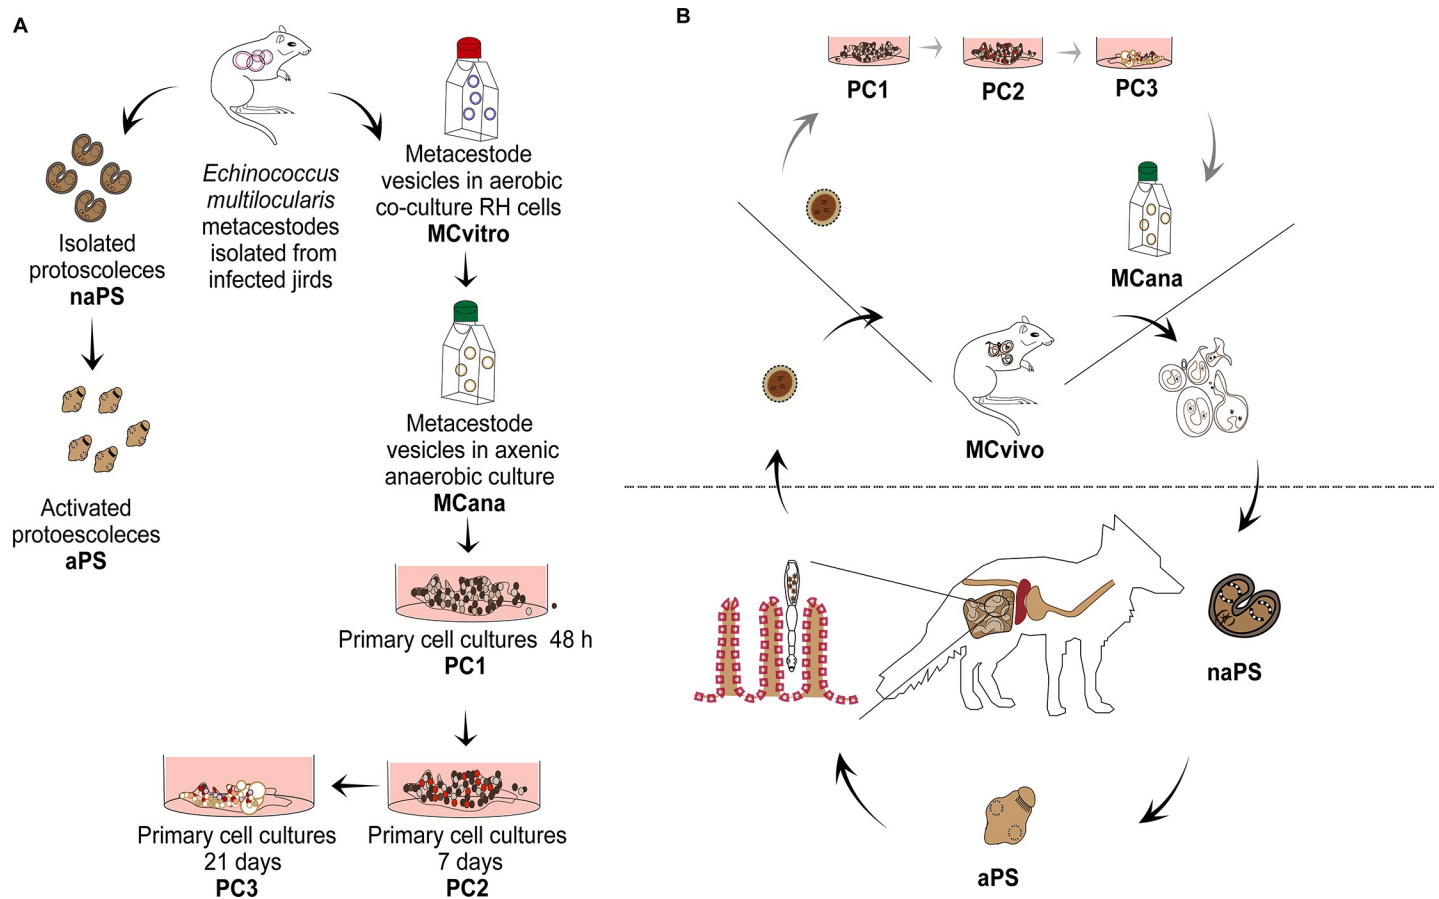 A
Echinococcus
multilocularis
metacestodes
isolated from
infected jirds
Isolated
protoscoleces
naPS
Activated
protoescoleces
aPS
Metacestode
vesicles in aerobic
co-culture RH cells
MCvitro
Metacestode
vesicles in axenic
anaerobic culture
MCana
Primary cell cultures 48 h
PC1
Primary cell cultures
7 days
PC2
Primary cell cultures
21 days
PC3
B
PC1
PC2
PC3
MCana
MCvivo
naPS
aPS